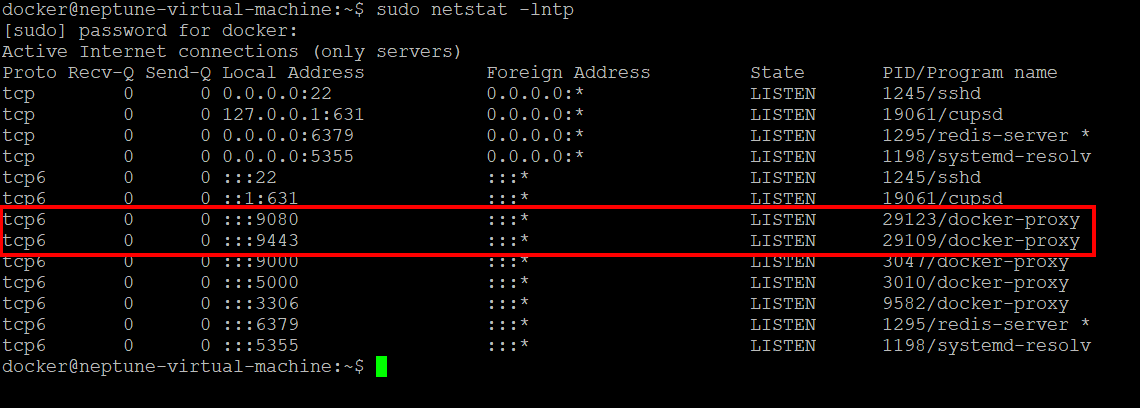 docker@neptune-virtual-machine:~$ sudo netstat -lntp
[sudo] password for docker:
Active Internet connections (only servers)
Proto Recv-Q Send-Q Local Address           Foreign Address         State       PID/Program name
tcp        0      0 0.0.0.0:22              0.0.0.0:*               LISTEN      1245/sshd
tcp        0      0 127.0.0.1:631           0.0.0.0:*               LISTEN      19061/cupsd
tcp        0      0 0.0.0.0:6379            0.0.0.0:*               LISTEN      1295/redis-server *
tcp        0      0 0.0.0.0:5355            0.0.0.0:*               LISTEN      1198/systemd-resolv
tcp6       0      0 :::22                   :::*                    LISTEN      1245/sshd
tcp6       0      0 ::1:631                 :::*                    LISTEN      19061/cupsd
tcp6       0      0 :::9080                 :::*                    LISTEN      29123/docker-proxy
tcp6       0      0 :::9443                 :::*                    LISTEN      29109/docker-proxy
tcp6       0      0 :::9000                 :::*                    LISTEN      3047/docker-proxy
tcp6       0      0 :::5000                 :::*                    LISTEN      3010/docker-proxy
tcp6       0      0 :::3306                 :::*                    LISTEN      9582/docker-proxy
tcp6       0      0 :::6379                 :::*                    LISTEN      1295/redis-server *
tcp6       0      0 :::5355                 :::*                    LISTEN      1198/systemd-resolv
docker@neptune-virtual-machine:~$